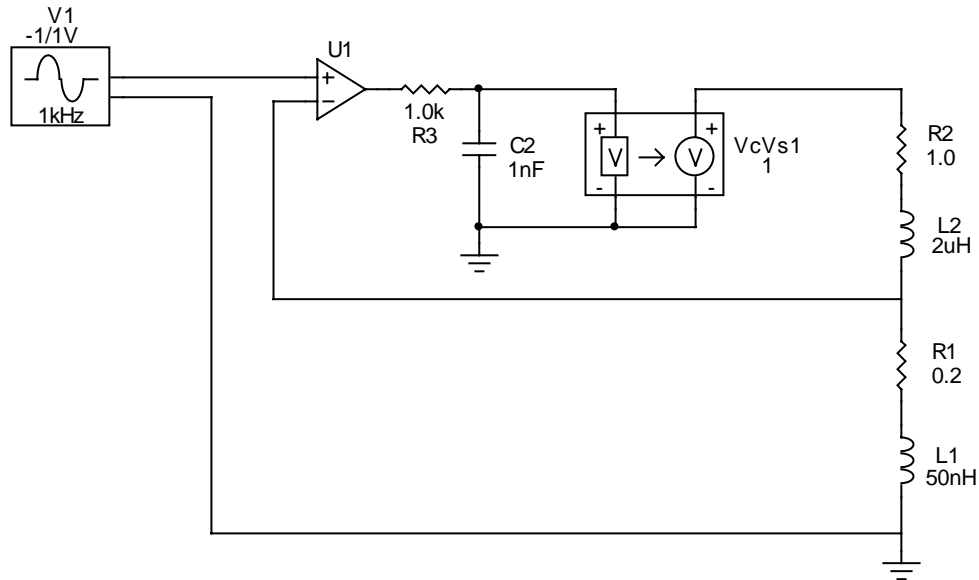 V1
-1/1V
1kHz
U1
+
−
1.0k
R3
C2
1nF
+
V
-
+
V
-
VcVs1
1
R2
1.0
L2
2uH
R1
0.2
L1
50nH